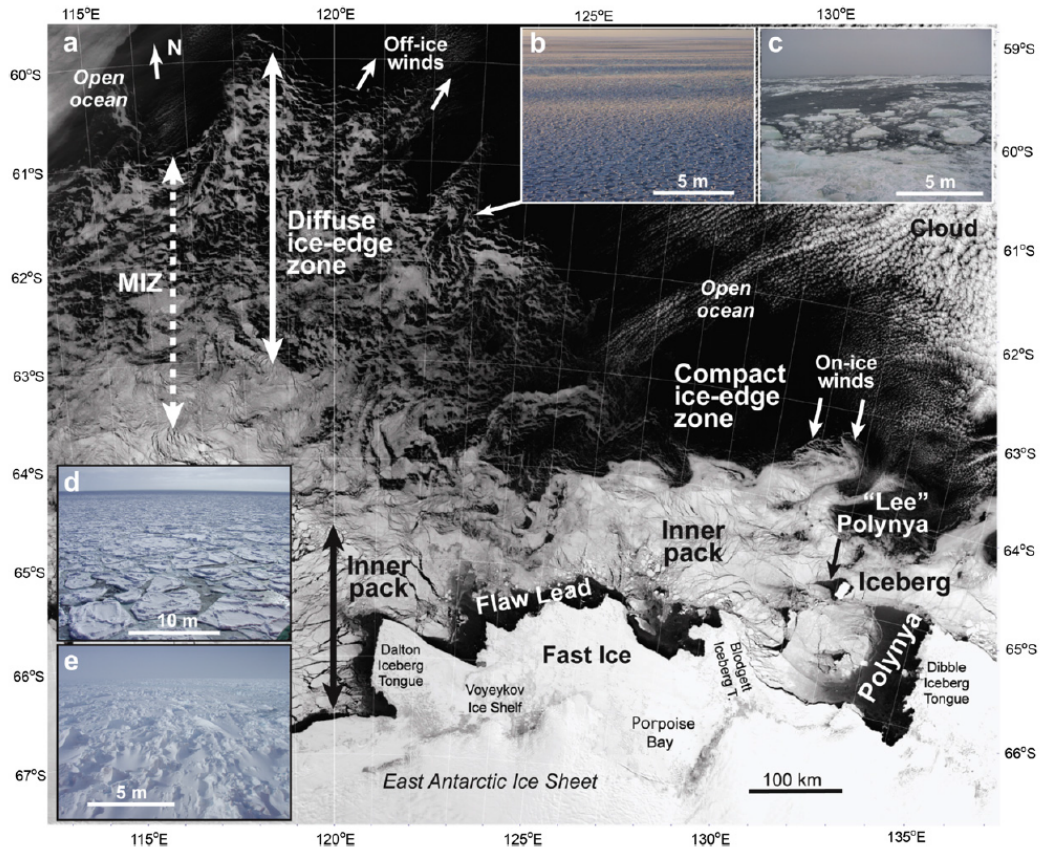 115°E
120°E
125°E
130°E
a
N
Open
ocean
Off-ice
winds
b
5 m
c
5 m
59°S
60°S
60°S
61°S
61°S
62°S
62°S
63°S
63°S
64°S
64°S
65°S
65°S
66°S
66°S
67°S
Diffuse
ice-edge
zone
MIZ
Cloud
Open
ocean
Compact
ice-edge
zone
On-ice
winds
"Lee"
Polynya
Inner
pack
Iceberg
d
10 m
Inner
pack
Flaw Lead
Polynya
Dalton
Iceberg
Tongue
Fast Ice
Blodgett
Iceberg T.
Dibble
Iceberg
Tongue
Voyeykov
Ice Shelf
Porpoise
Bay
e
5 m
East Antarctic Ice Sheet
100 km
115°E
120°E
125°E
130°E
135°E